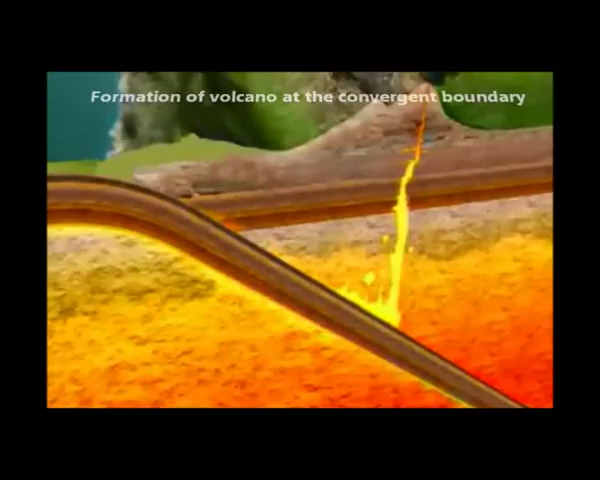 Formation of volcano at the convergent boundary